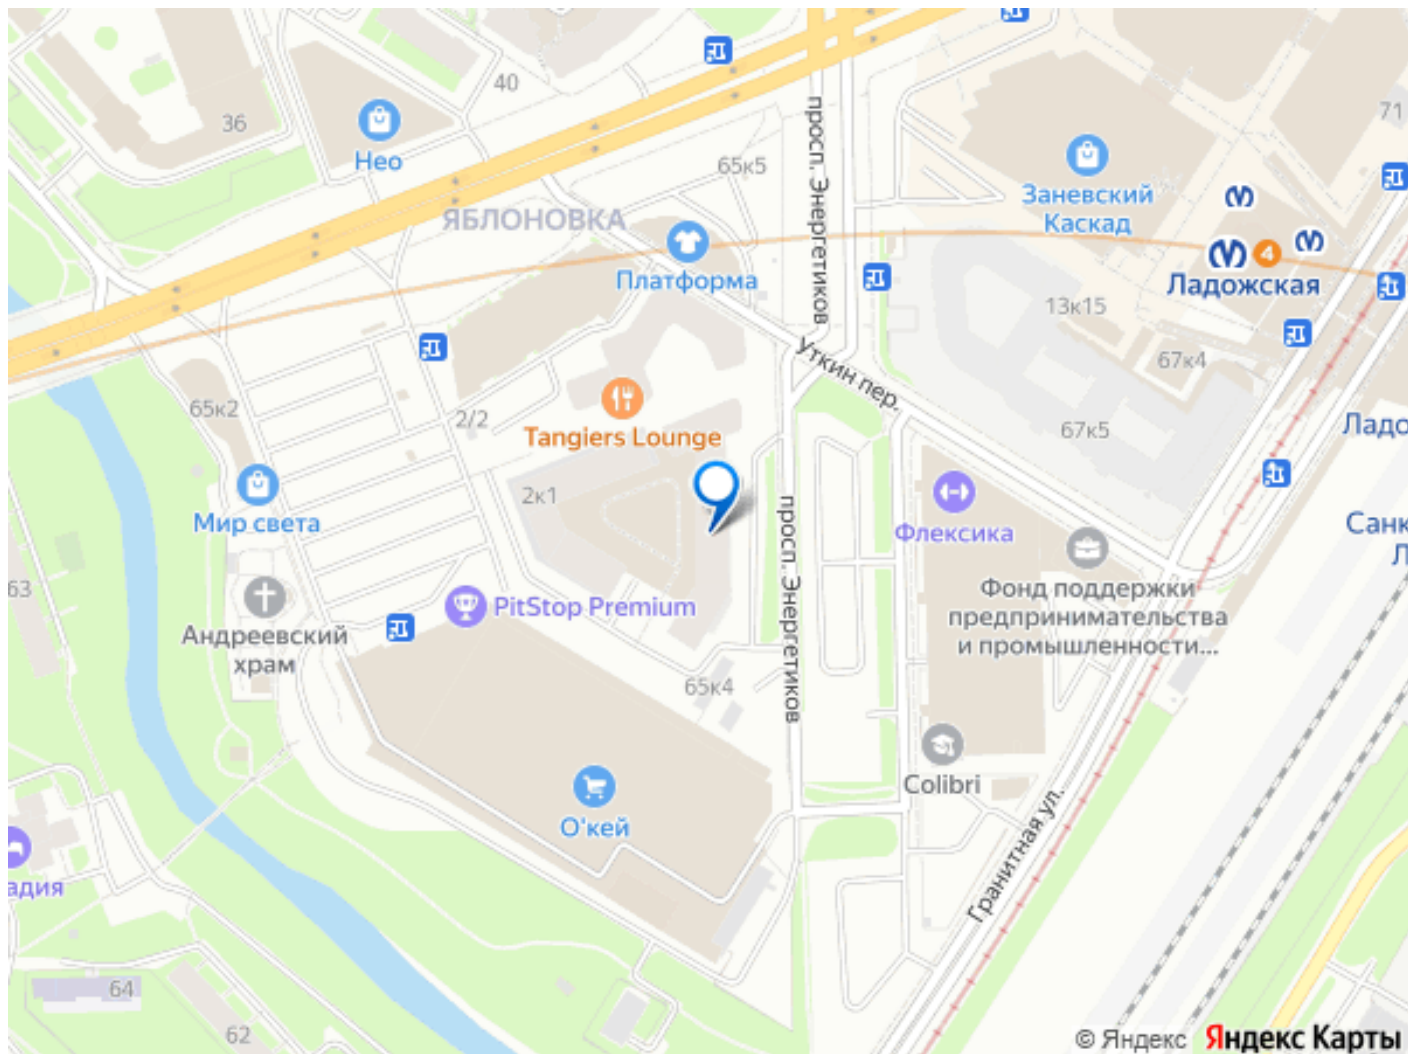 36
40
Нео
65к5
просп. Энергетиков
71
ЯБЛОНОВКА
Заневский
Каскад
Платформа
4
Ладожская
13к15
Уткин пер.
67к4
65к2
2/2
Tangiers Lounge
67к5
Ладо
2к1
Мир света
просп. Энергетиков
Флексика
Санк
Л
63
Фонд поддержки
предпринимательства
и промышленности...
PitStop Premium
Андреевский
храм
65к4
Colibri
О'кей
Гранитная ул.
адия
64
62
© Яндекс Яндекс Карты